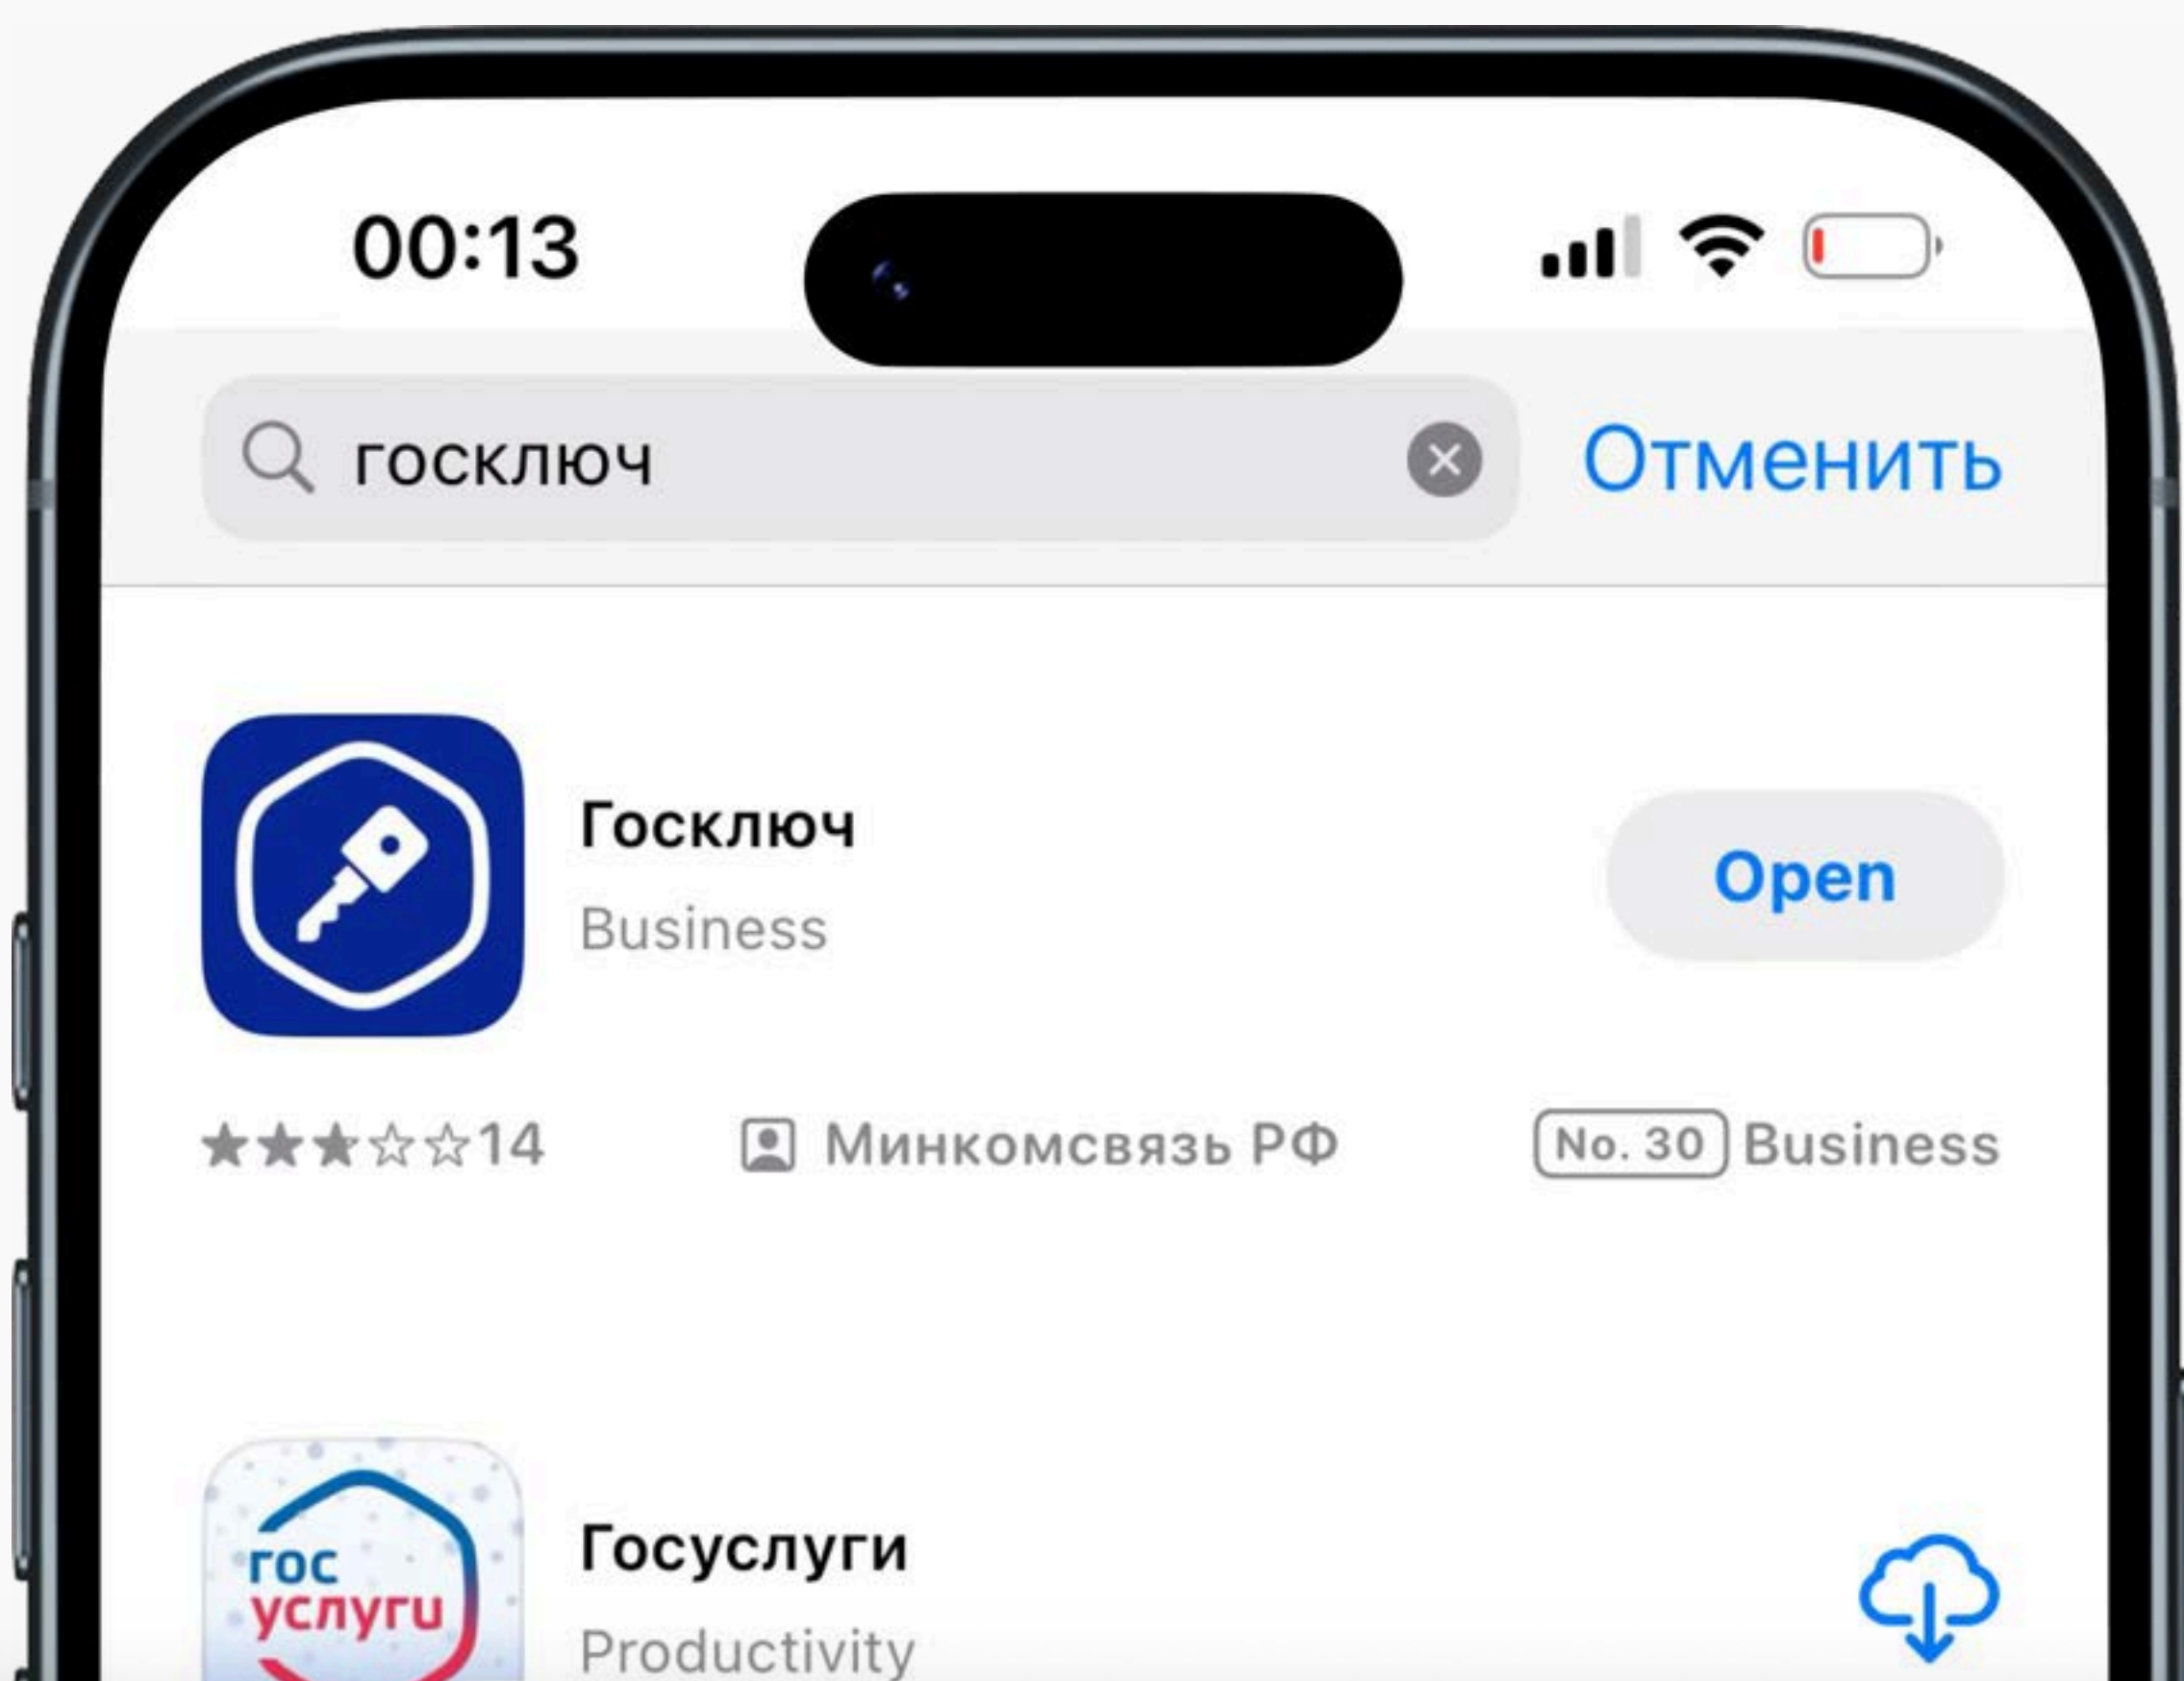 00:13
госключ
Отменить
Госключ
Open
Business
14
Минкомсвязь РФ
No. 30 Business
гос
услуги
Госуслуги
Productivity